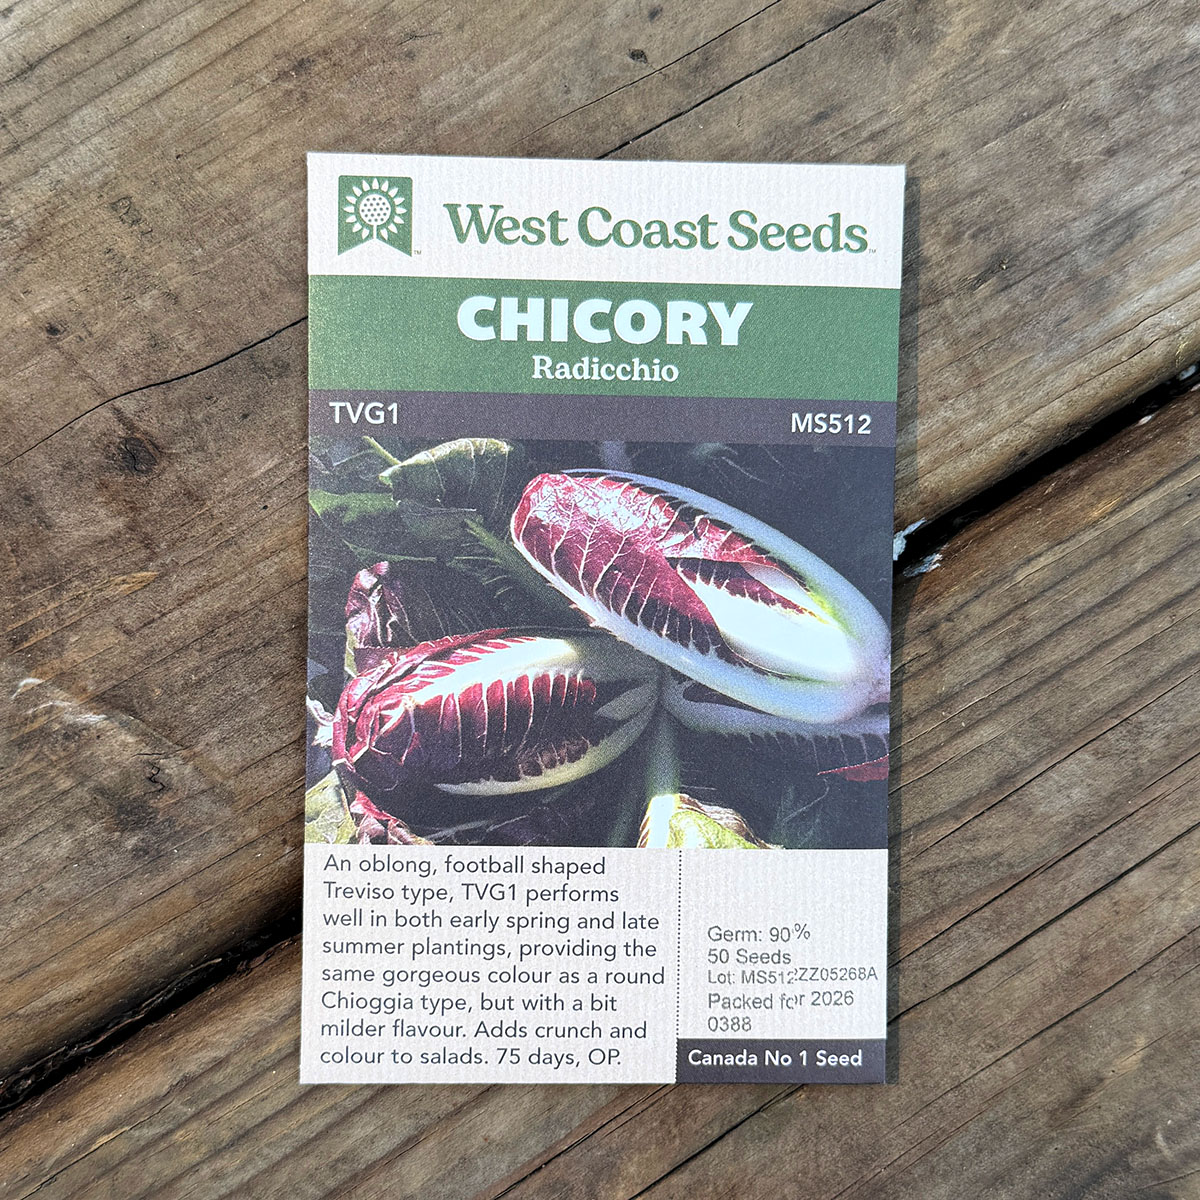 West Coast Seeds™
CHICORY
Radicchio
TVG1
MS512
An oblong, football shaped
Treviso type, TVG1 performs
well in both early spring and late
summer plantings, providing the
same gorgeous colour as a round
Chioggia type, but with a bit
milder flavour. Adds crunch and
colour to salads. 75 days, OP.
Germ: 90%
50 Seeds
Lot: MS512:ZZ05268A
Packed for 2026
0388
Canada No 1 Seed